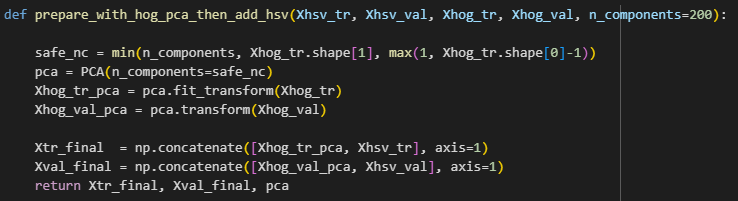 def prepare_with_hog_pca_then_add_hsv(Xhsv_tr, Xhsv_val, Xhog_tr, Xhog_val, n_components=200):
    safe_nc = min(n_components, Xhog_tr.shape[1], max(1, Xhog_tr.shape[0]-1))
    pca = PCA(n_components=safe_nc)
    Xhog_tr_pca = pca.fit_transform(Xhog_tr)
    Xhog_val_pca = pca.transform(Xhog_val)
    Xtr_final  = np.concatenate([Xhog_tr_pca, Xhsv_tr], axis=1)
    Xval_final = np.concatenate([Xhog_val_pca, Xhsv_val], axis=1)
    return Xtr_final, Xval_final, pca